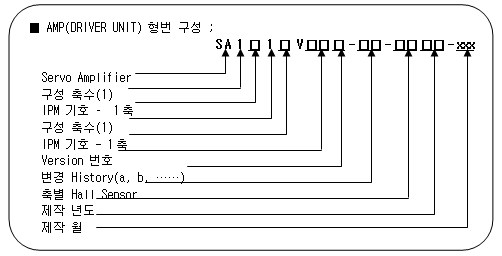 ■ AMP(DRIVER UNIT) 형번 구성 ;
SA1□1□V□□□-□□-□□□□-xxx
Servo Amplifier
구성 축수(1)
IPM 기호 - 1축
구성 축수(1)
IPM 기호 - 1축
Version 번호
변경 History(a, b, ……)
축별 Hall Sensor
제작 년도
제작 월